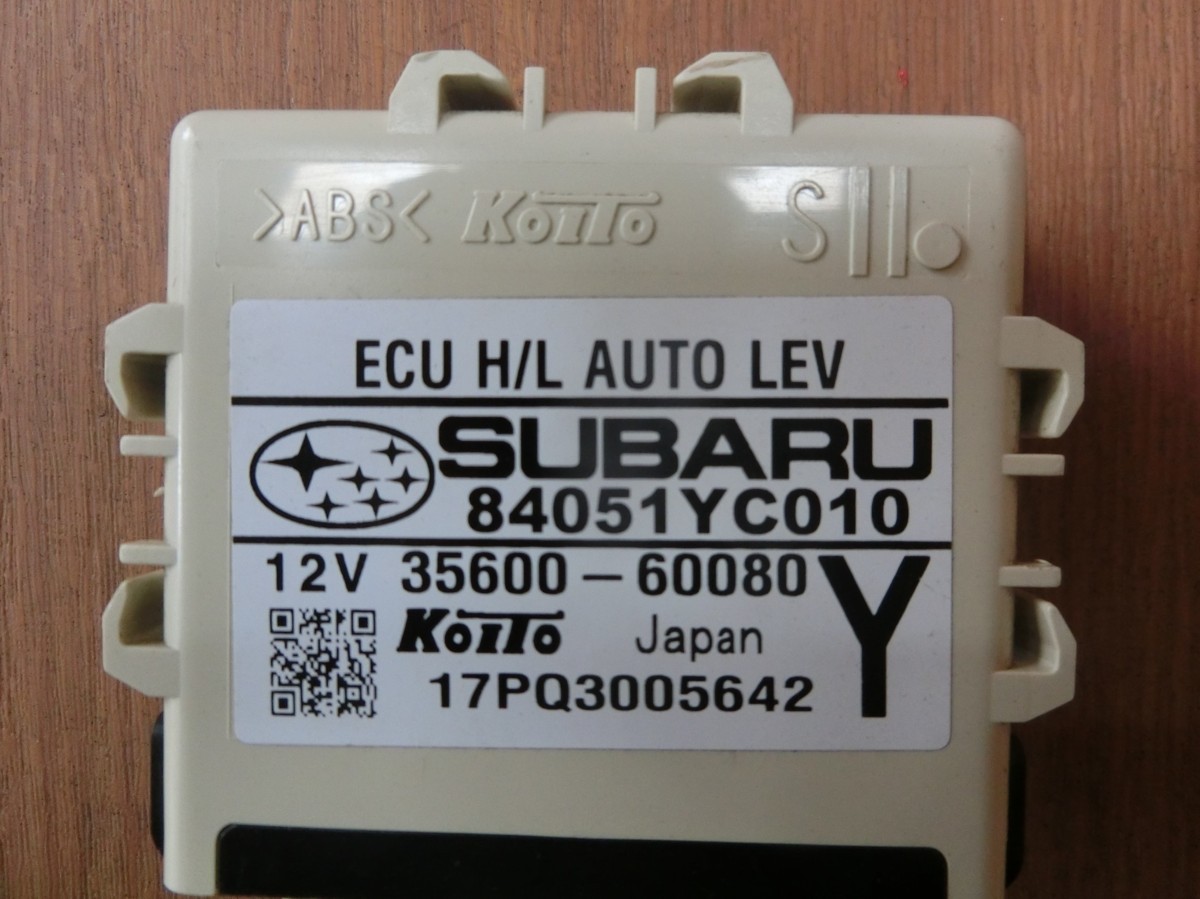 >ABS< KOITO S
ECU H/L AUTO LEV
SUBARU
84051YC010
12V 35600-60080
Y
KOITO Japan
17PQ3005642